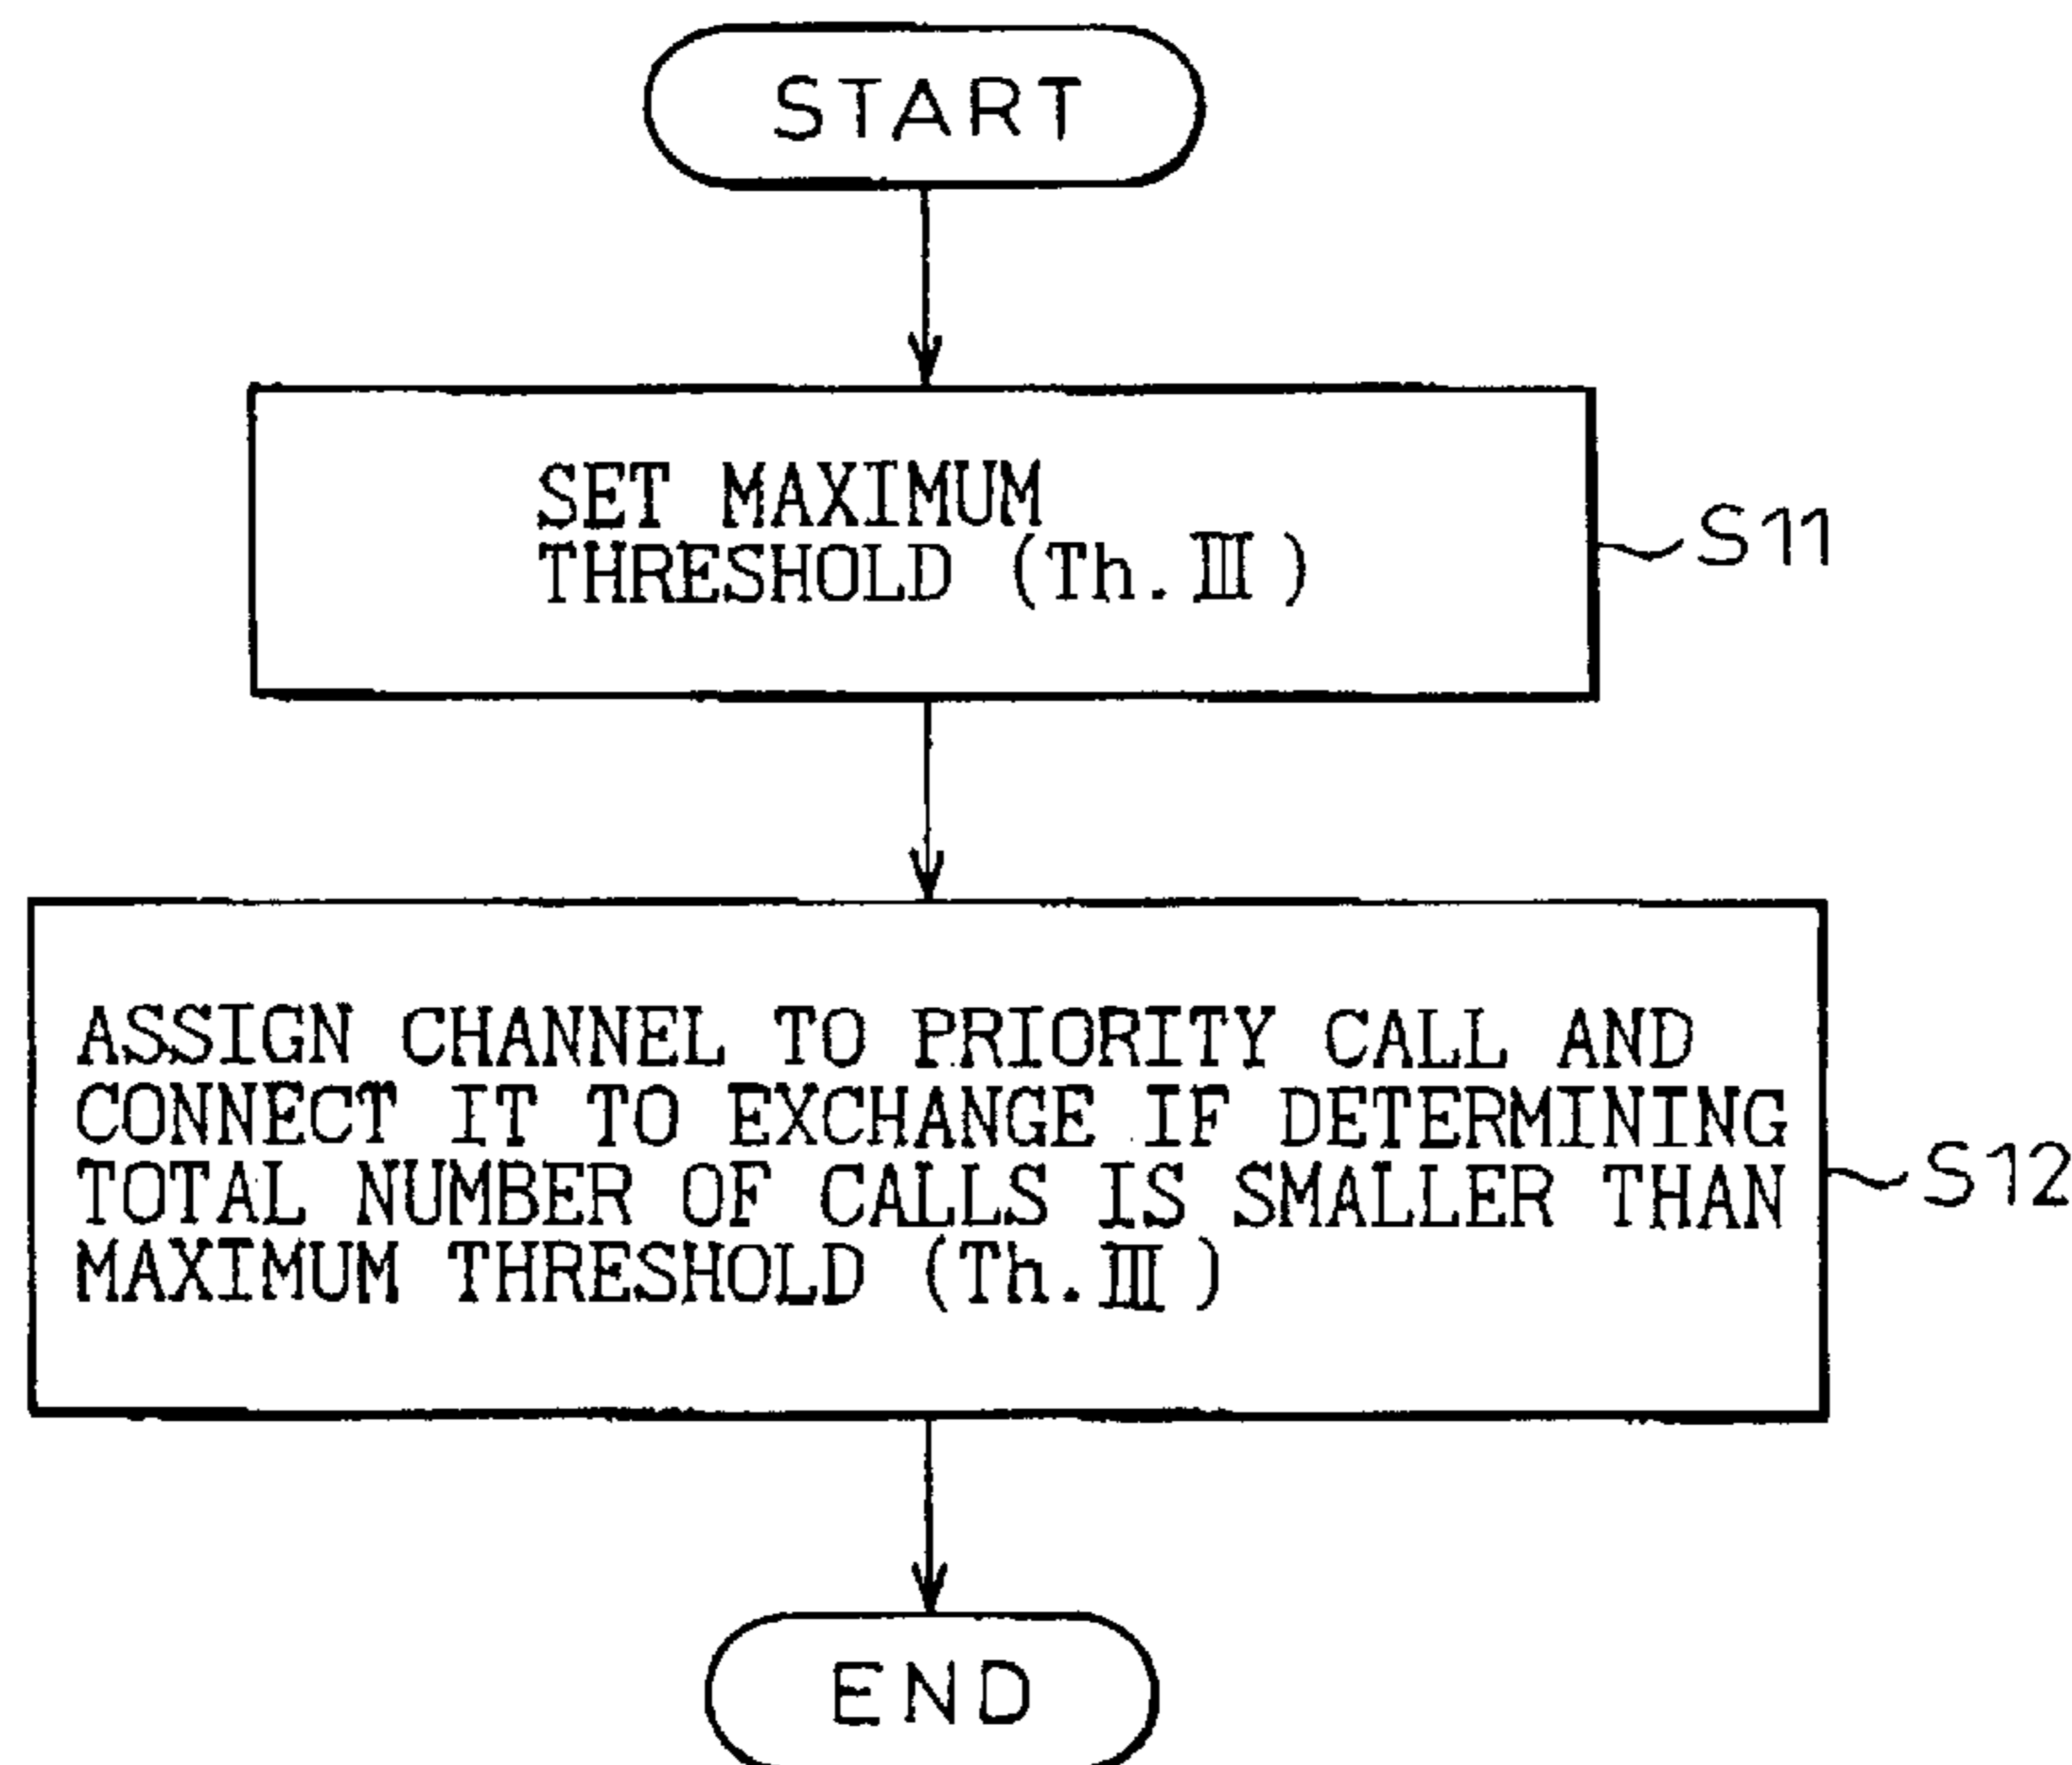 START
SET MAXIMUM
THRESHOLD (Th. III)
S11
ASSIGN CHANNEL TO PRIORITY CALL AND
CONNECT IT TO EXCHANGE IF DETERMINING
TOTAL NUMBER OF CALLS IS SMALLER THAN
MAXIMUM THRESHOLD (Th. III)
S12
END